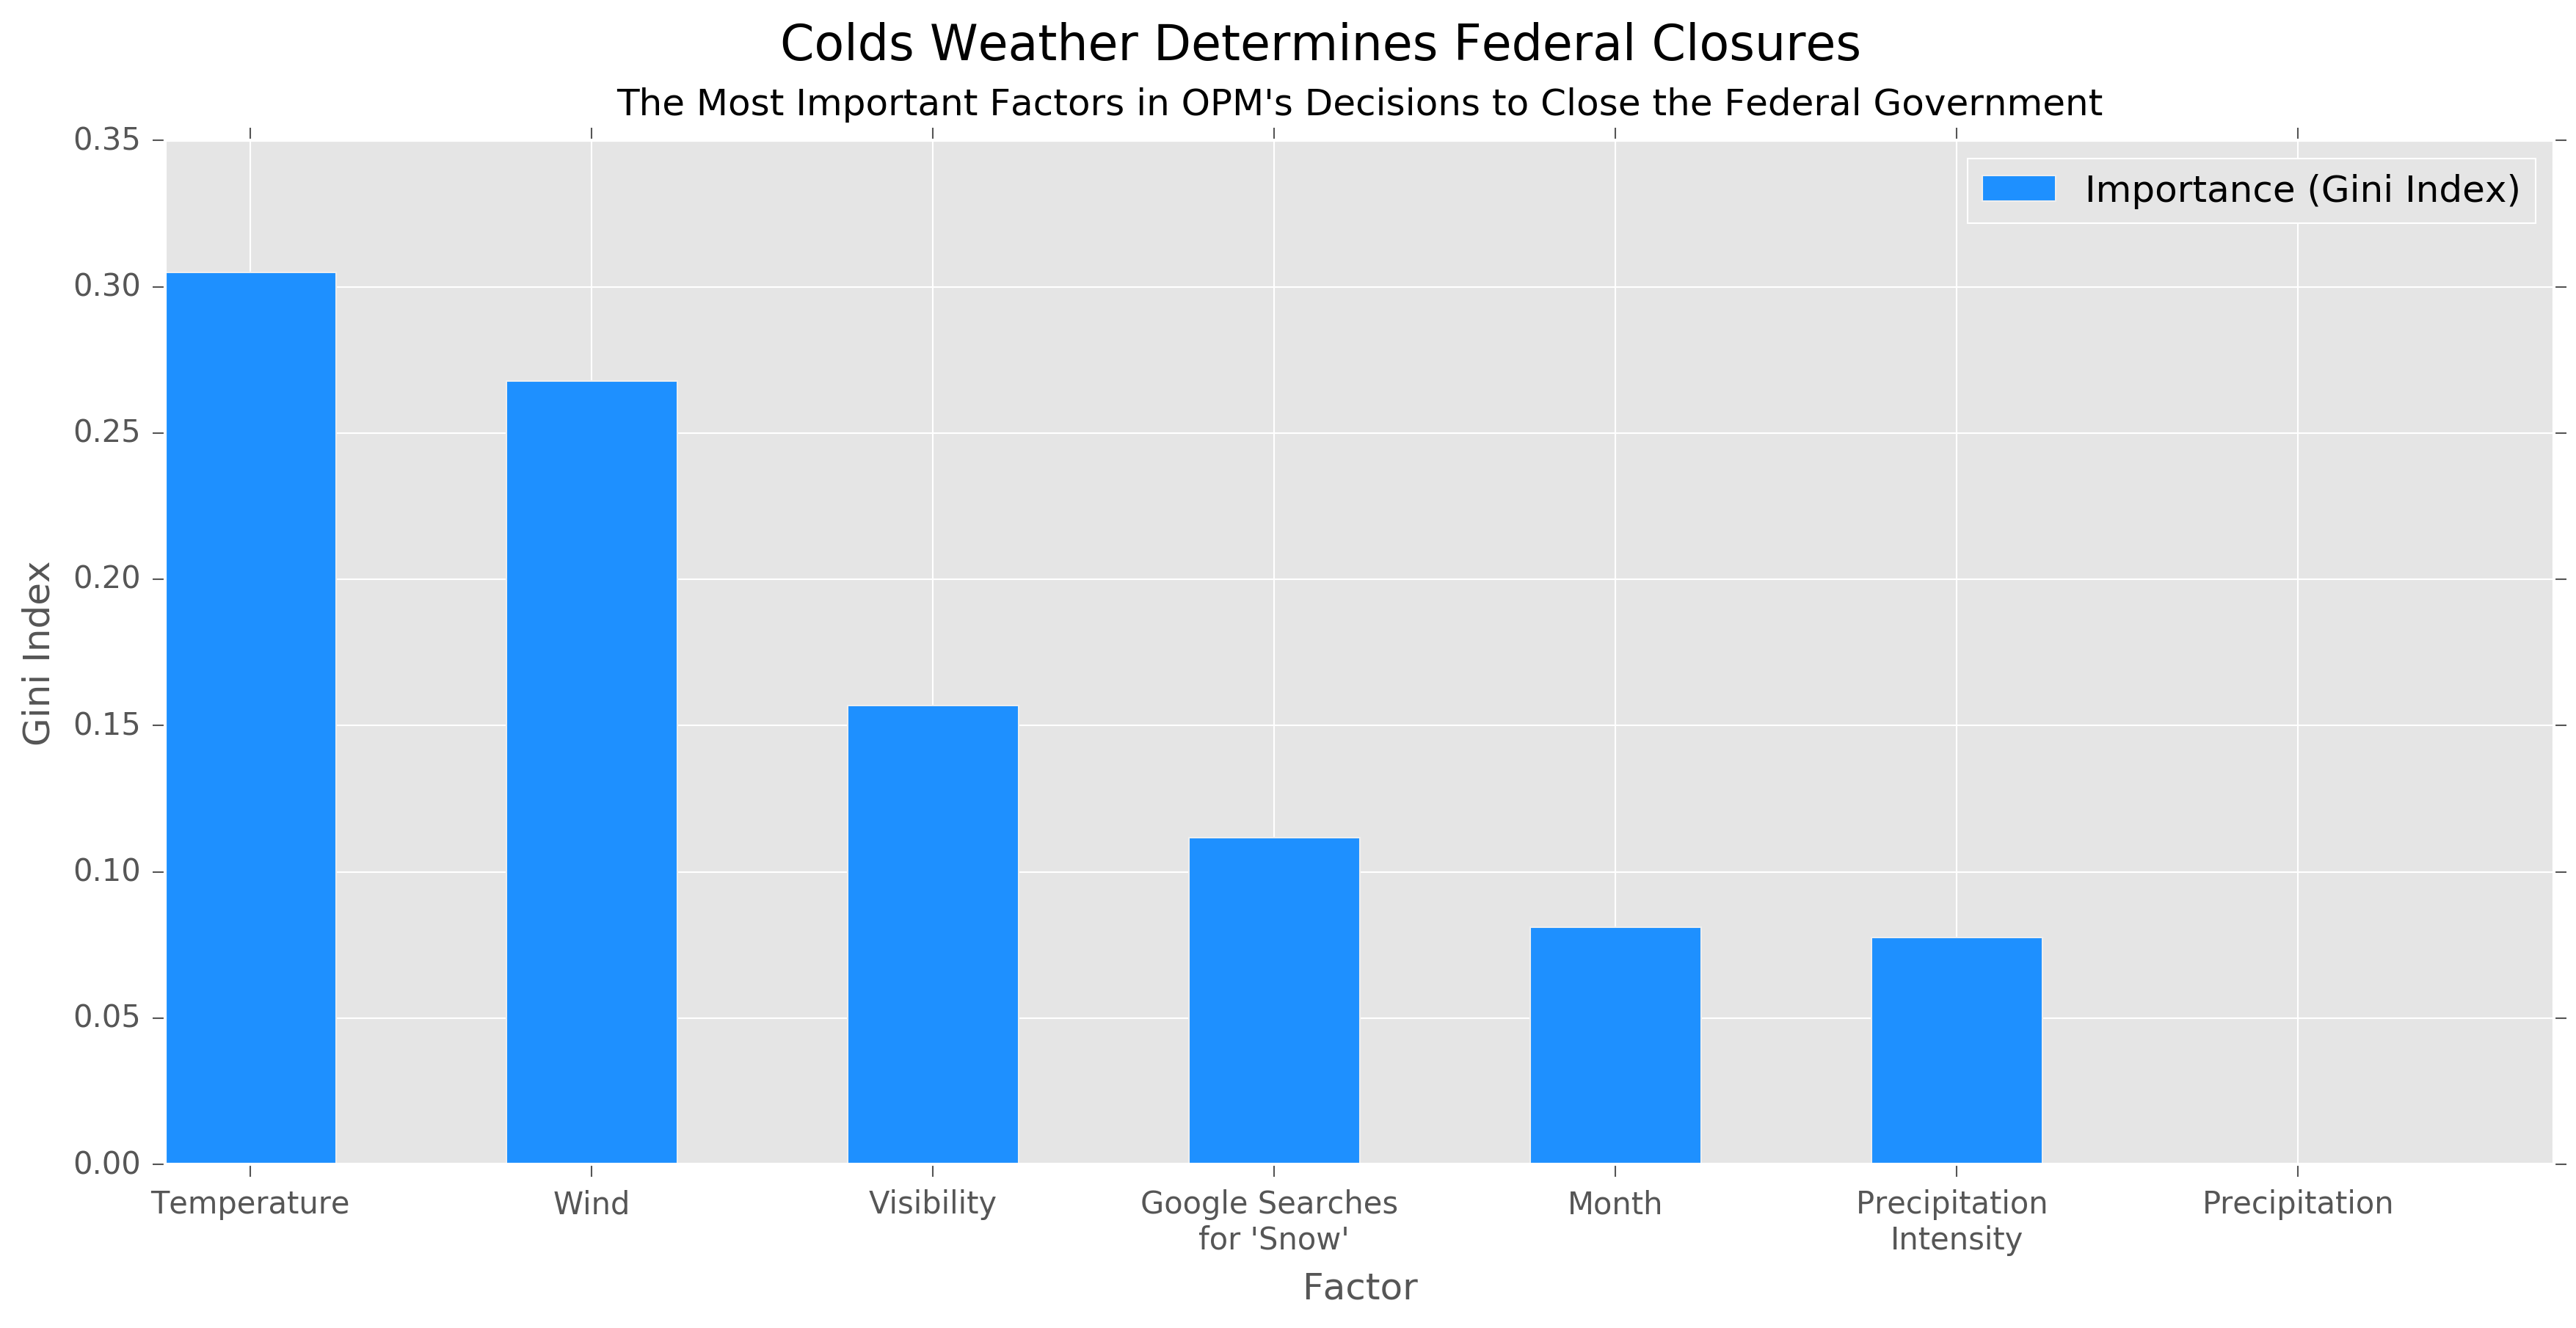 Colds Weather Determines Federal Closures
The Most Important Factors in OPM's Decisions to Close the Federal Government
0.35
0.30
0.25
0.20
0.15
0.10
0.05
0.00
Gini Index
Importance (Gini Index)
Temperature
Wind
Visibility
Google Searches
for 'Snow'
Month
Precipitation
Intensity
Precipitation
Factor